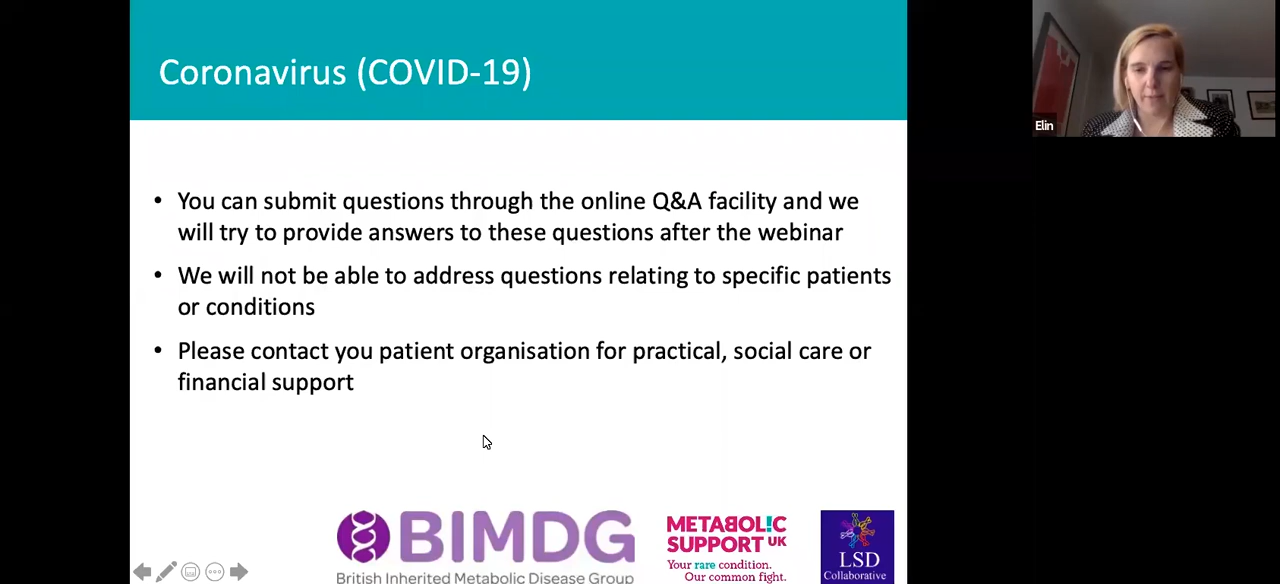 Coronavirus (COVID-19)
Elin
• You can submit questions through the online Q&A facility and we
will try to provide answers to these questions after the webinar
• We will not be able to address questions relating to specific patients
or conditions
• Please contact you patient organisation for practical, social care or
financial support
BIMDG
British Inherited Metabolic Disease Group
METABOL!C
SUPPORT UK
Your rare condition.
Our common fight.
LSD
Collaborative